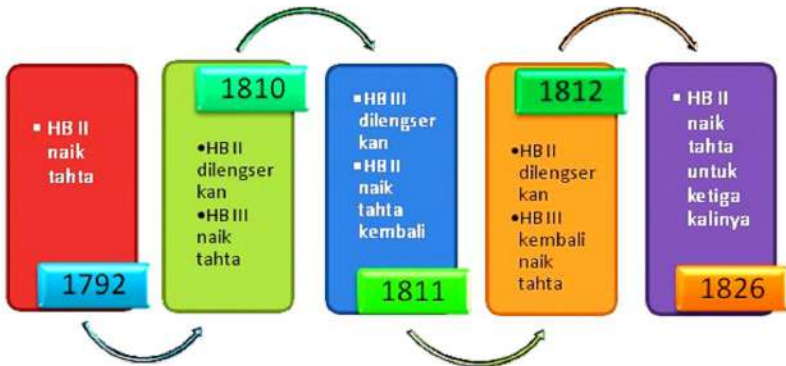 ▪ HB II
naik
tahta
1792
1810
•HB II
dilengser
kan
•HB III
naik
tahta
▪HB III
dilengser
kan
▪HB II
naik
tahta
kembali
1811
1812
•HB II
dilengser
kan
•HB III
kembali
naik
tahta
▪ HB II
naik
tahta
untuk
ketiga
kalinya
1826